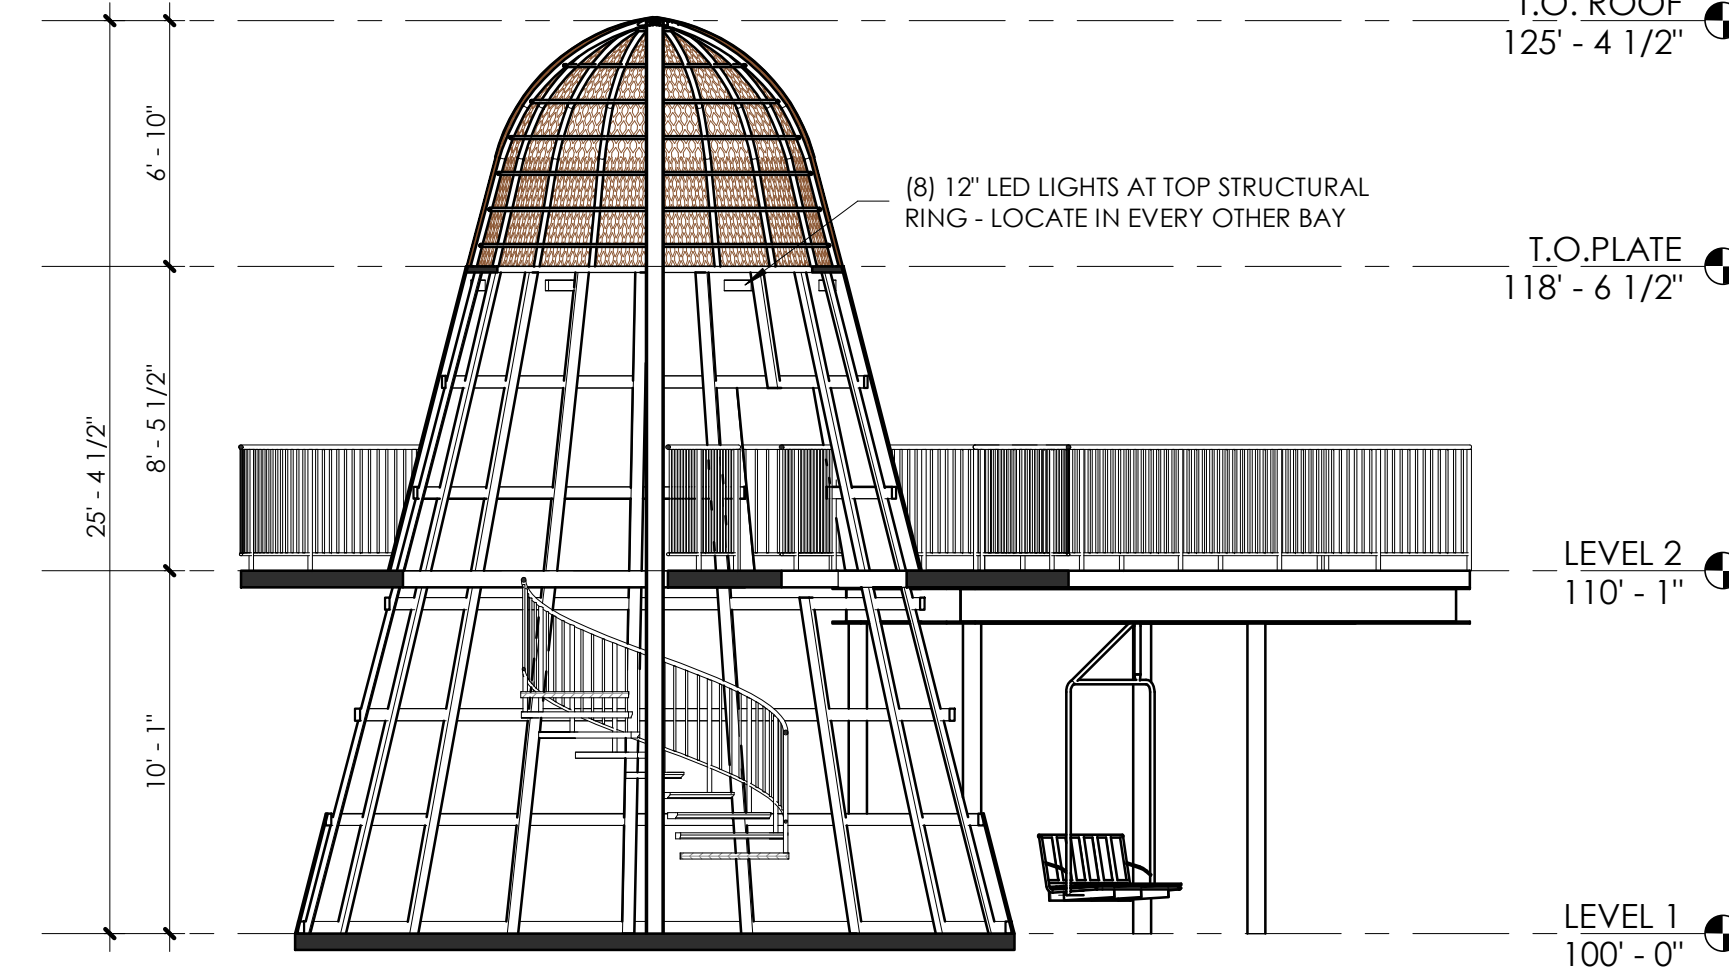 T.O. ROOF
125' - 4 1/2"
6' - 10"
(8) 12" LED LIGHTS AT TOP STRUCTURAL
RING - LOCATE IN EVERY OTHER BAY
T.O.PLATE
118' - 6 1/2"
25' - 4 1/2"
8' - 5 1/2"
LEVEL 2
110' - 1"
10' - 1"
LEVEL 1
100' - 0"